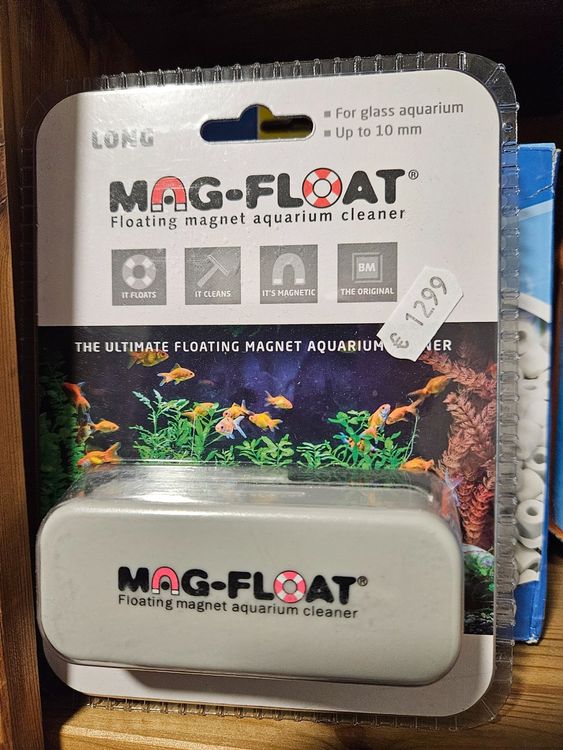 LONG
For glass aquarium
Up to 10 mm
MAG-FLOAT®
Floating magnet aquarium cleaner
IT FLOATS
IT CLEANS
IT'S MAGNETIC
BM
THE ORIGINAL
€ 1299
THE ULTIMATE FLOATING MAGNET AQUARIUM NER
MAG-FLOAT®
Floating magnet aquarium cleaner